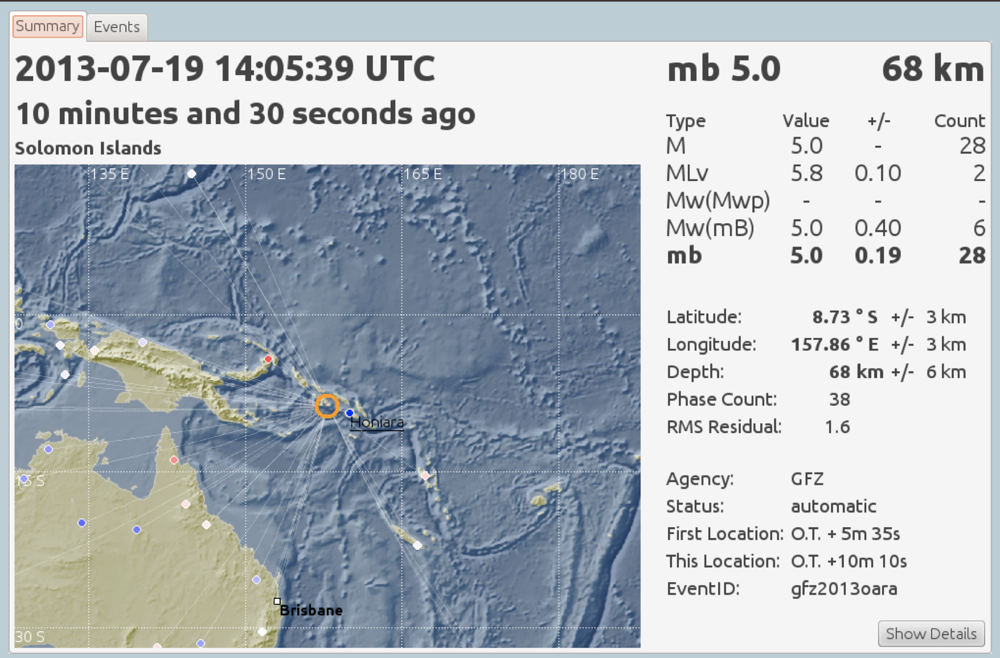 Summary Events
2013-07-19 14:05:39 UTC
10 minutes and 30 seconds ago
Solomon Islands
135 E 150 E 165 E 180 E
0
Honiara
15 S
Brisbane
30 S
mb 5.0 68 km
Type Value +/- Count
M 5.0 - 28
MLv 5.8 0.10 2
Mw(Mwp) - - -
Mw(mB) 5.0 0.40 6
mb 5.0 0.19 28
Latitude: 8.73 ° S +/- 3 km
Longitude: 157.86 ° E +/- 3 km
Depth: 68 km +/- 6 km
Phase Count: 38
RMS Residual: 1.6
Agency: GFZ
Status: automatic
First Location: O.T. + 5m 35s
This Location: O.T. +10m 10s
EventID: gfz2013oara
Show Details